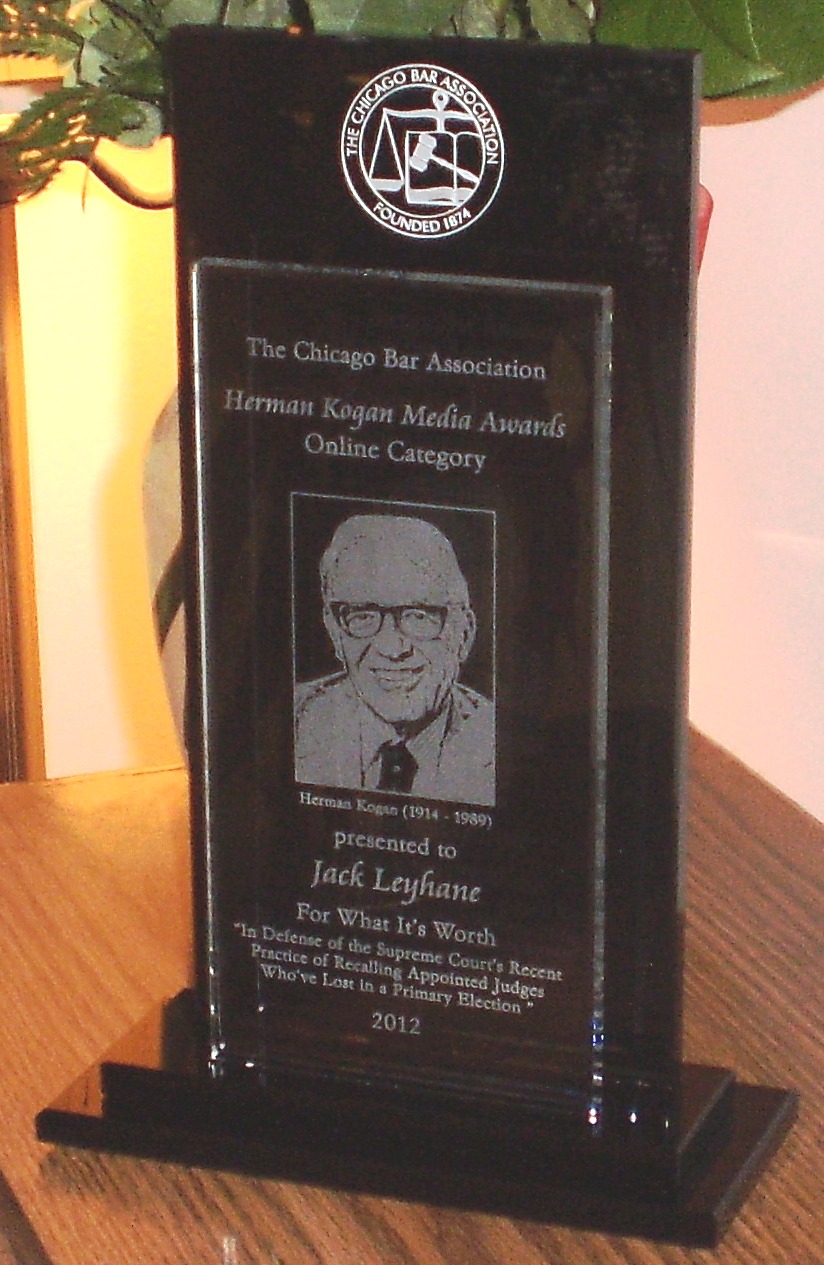 THE CHICAGO BAR ASSOCIATION
FOUNDED 1874
The Chicago Bar Association
Herman Kogan Media Awards
Online Category
Herman Kogan (1914 - 1989)
presented to
Jack Leyhane
For What It's Worth
"In Defense of the Supreme Court's Recent
Practice of Recalling Appointed Judges
Who've Lost in a Primary Election "
2012